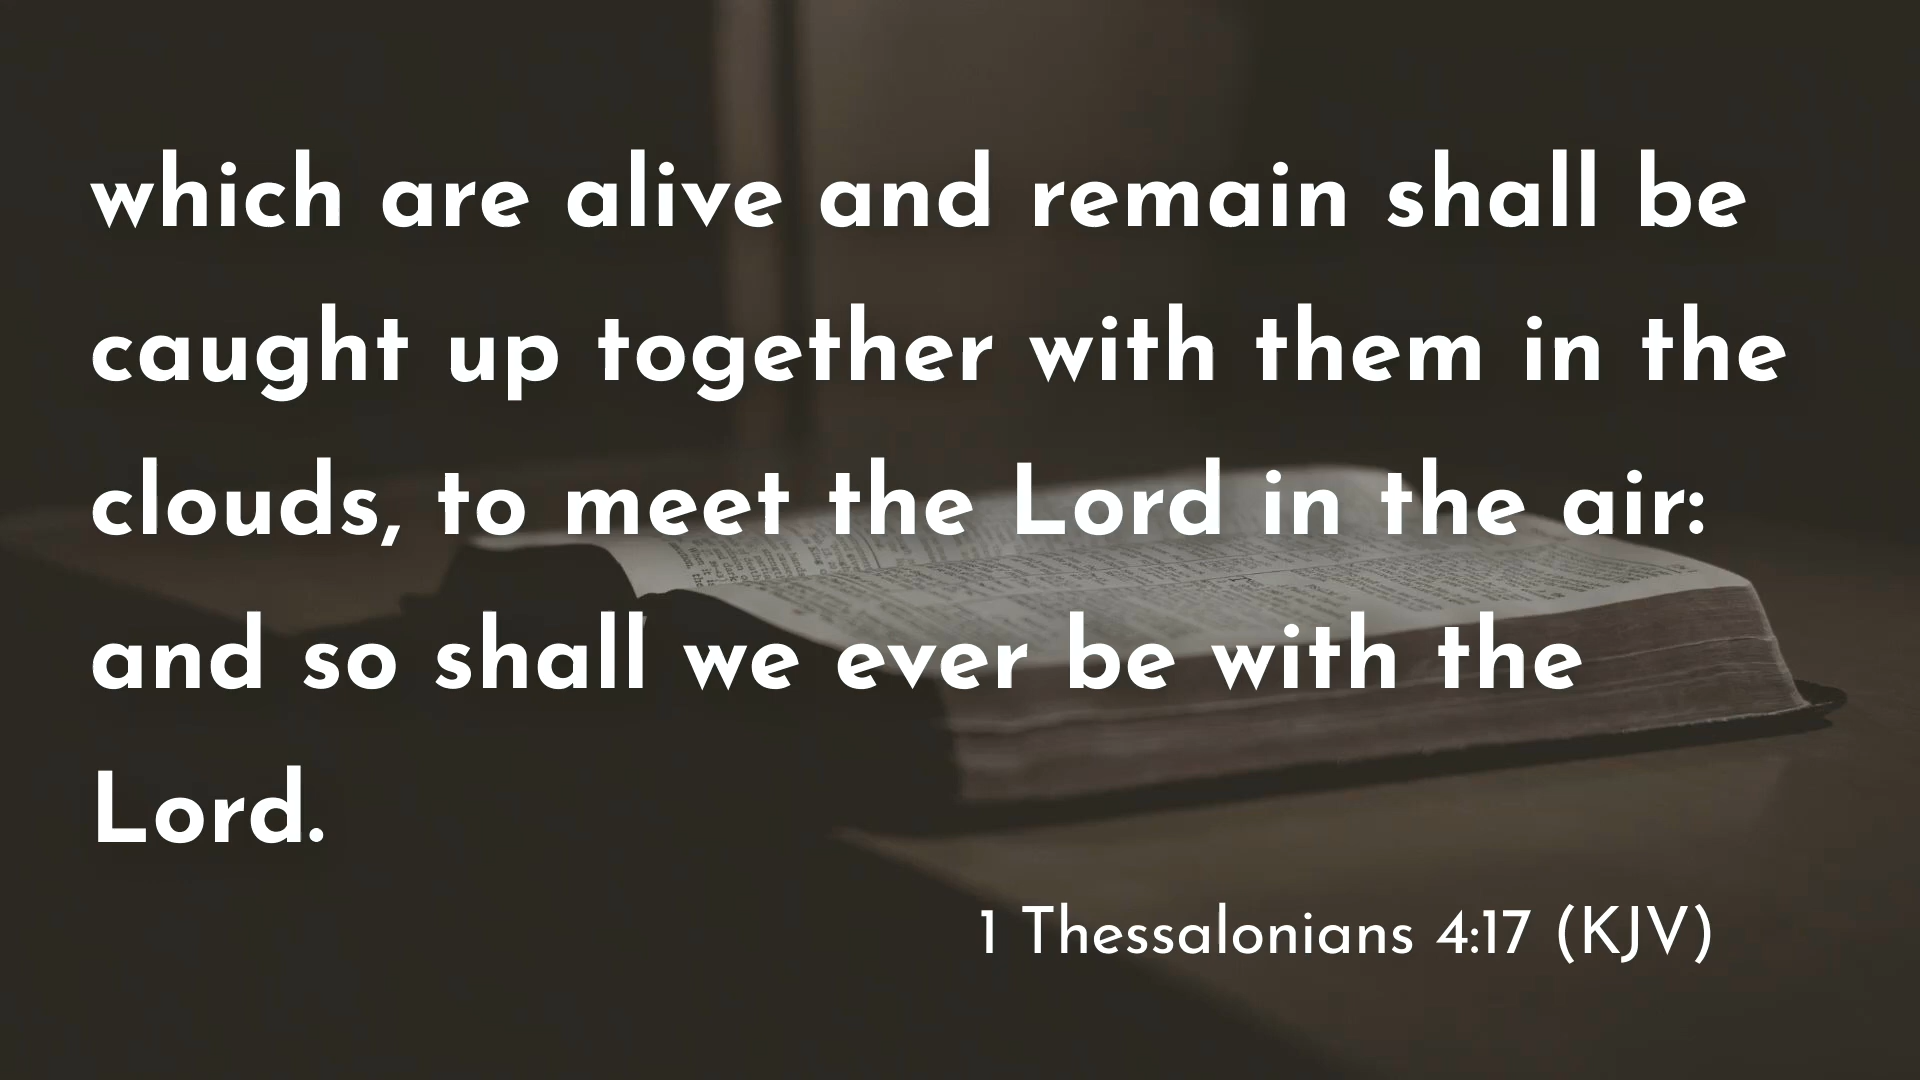 which are alive and remain shall be
caught up together with them in the
clouds, to meet the Lord in the air:
and so shall we ever be with the
Lord.
1 Thessalonians 4:17 (KJV)